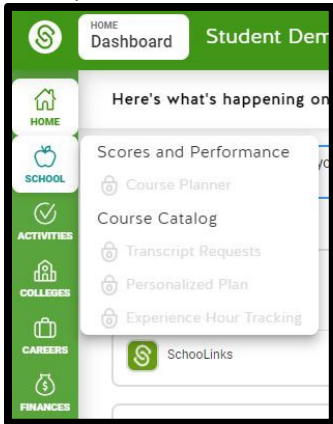 HOME
Dashboard
Student Dem
Here's what's happening on
HOME
SCHOOL
Scores and Performance
Course Planner
Course Catalog
Transcript Requests
Personalized Plan
Experience Hour Tracking
ACTIVITIES
COLLEGES
CAREERS
FINANCES
SchooLinks